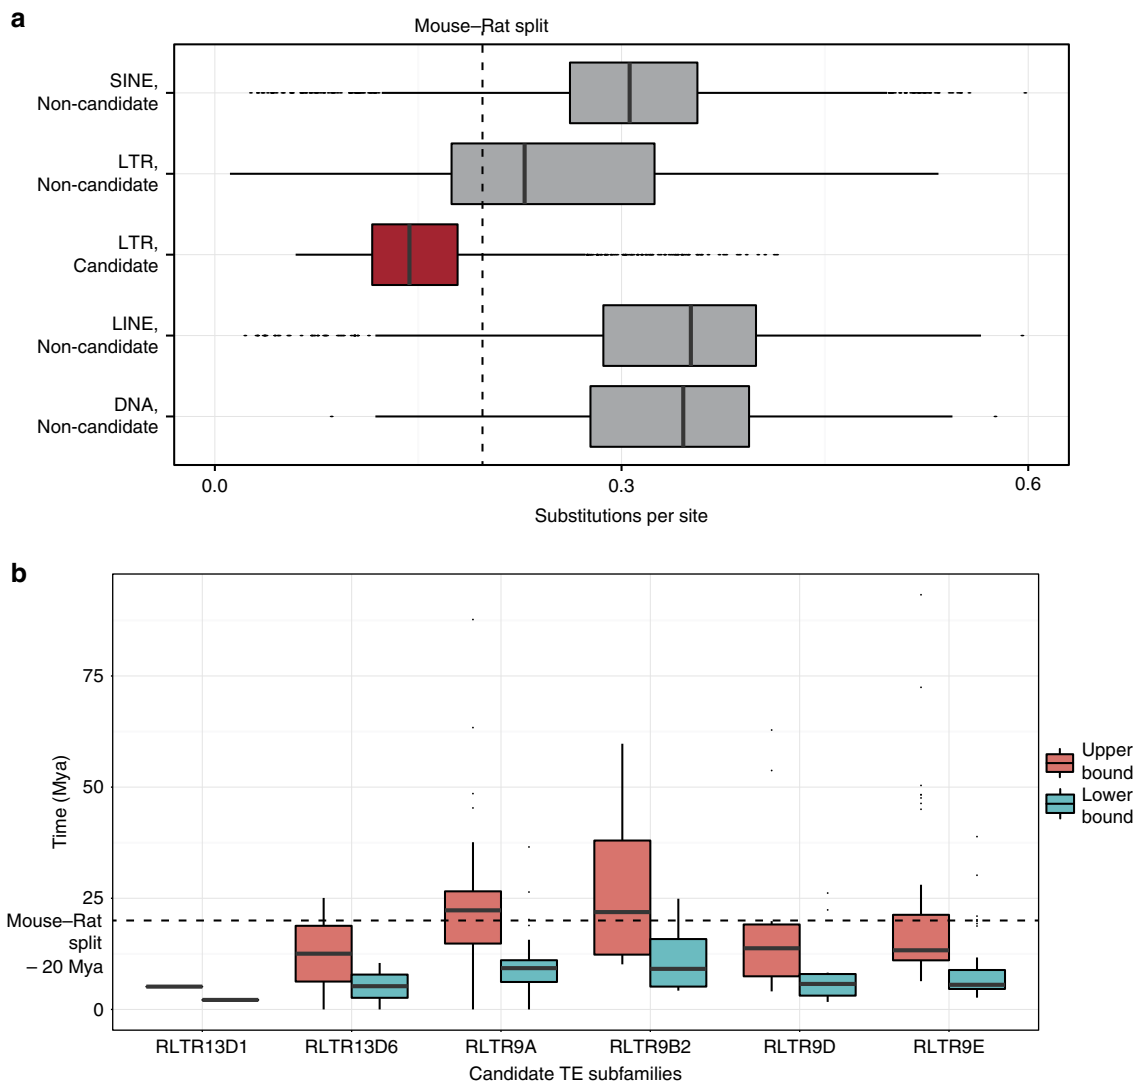 a
Mouse–Rat split
SINE,
Non-candidate
LTR,
Non-candidate
LTR,
Candidate
LINE,
Non-candidate
DNA,
Non-candidate
0.0
0.3
0.6
Substitutions per site
b
Time (Mya)
75
50
25
Mouse–Rat
split
– 20 Mya
0
RLTR13D1
RLTR13D6
RLTR9A
RLTR9B2
RLTR9D
RLTR9E
Candidate TE subfamilies
Upper
bound
Lower
bound